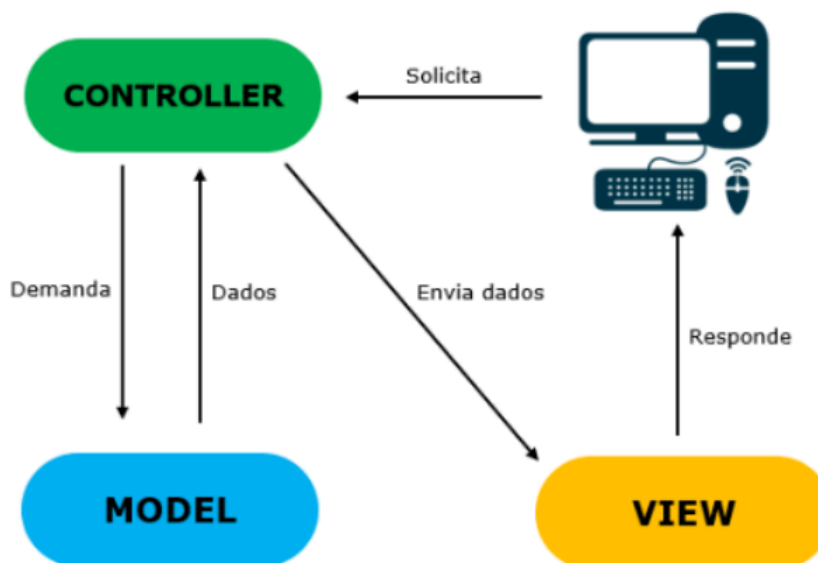 Solicita
CONTROLLER
Demanda
Dados
Envia dados
Responde
MODEL
VIEW